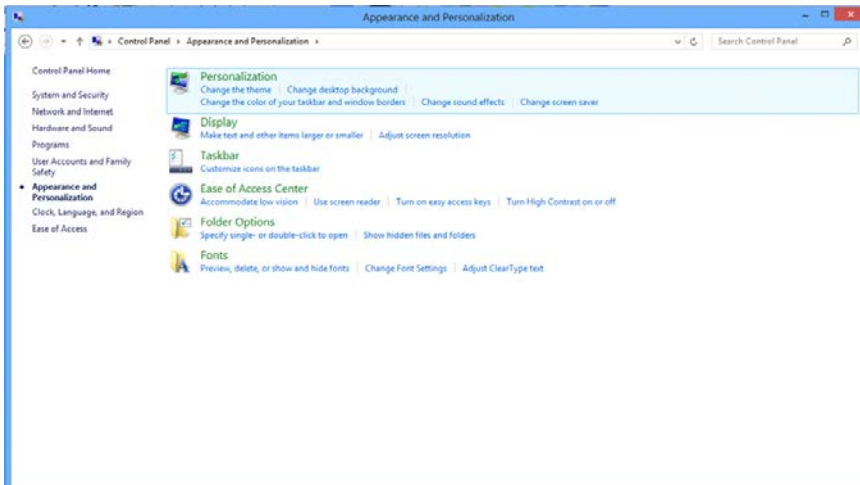 Appearance and Personalization
Control Panel ▸ Appearance and Personalization ▸
Search Control Panel
Control Panel Home
System and Security
Network and Internet
Hardware and Sound
Programs
User Accounts and Family
Safety
Appearance and
Personalization
Clock, Language, and Region
Ease of Access
Personalization
Change the theme | Change desktop background |
Change the color of your taskbar and window borders | Change sound effects | Change screen saver
Display
Make text and other items larger or smaller | Adjust screen resolution
Taskbar
Customize icons on the taskbar
Ease of Access Center
Accommodate low vision | Use screen reader | Turn on easy access keys | Turn High Contrast on or off
Folder Options
Specify single- or double-click to open | Show hidden files and folders
Fonts
Preview, delete, or show and hide fonts | Change Font Settings | Adjust ClearType text